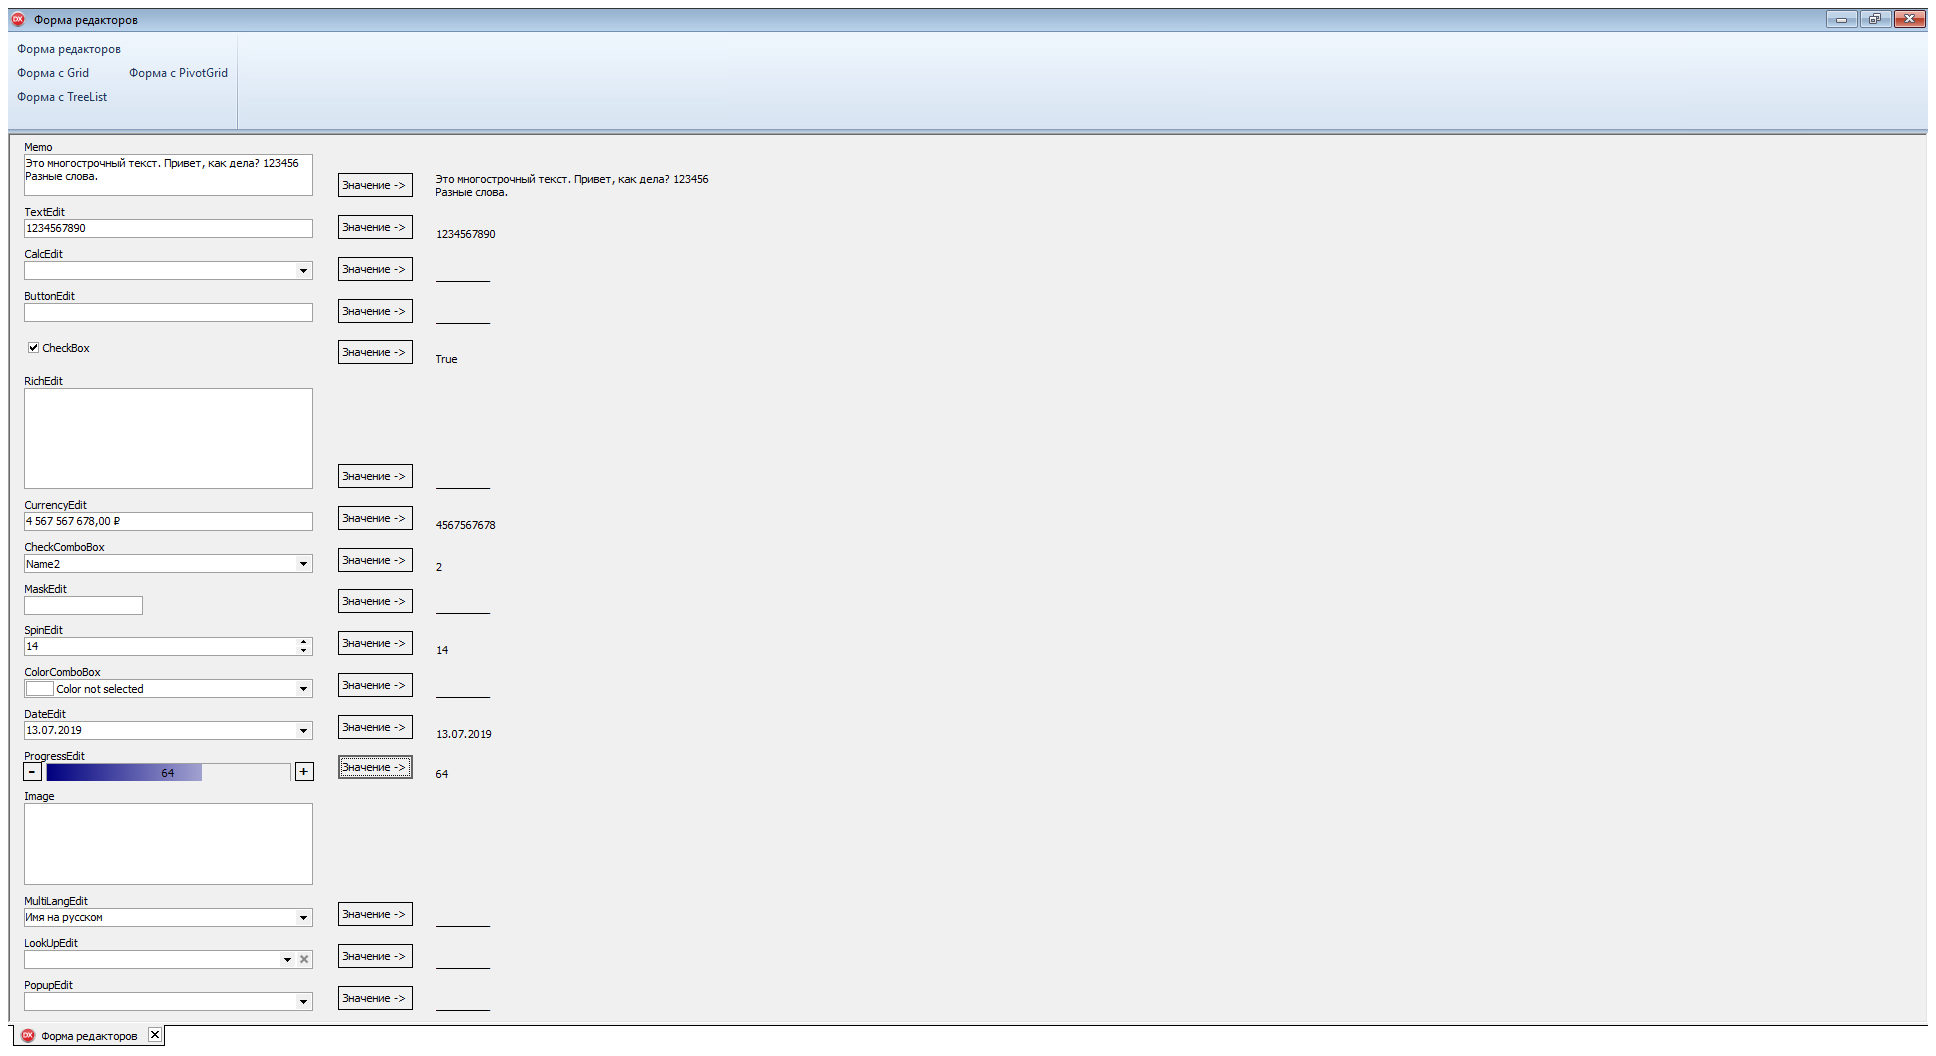 Форма редакторов
Форма редакторов
Форма с Grid Форма с PivotGrid
Форма с TreeList
Memo
Это многострочный текст. Привет, как дела? 123456
Разные слова.
Значение ->
Это многострочный текст. Привет, как дела? 123456
Разные слова.
TextEdit
1234567890
Значение ->
1234567890
CalcEdit
Значение ->
ButtonEdit
Значение ->
CheckBox
Значение ->
True
RichEdit
Значение ->
CurrencyEdit
4 567 567 678,00 ₽
Значение ->
4567567678
CheckComboBox
Name2
Значение ->
2
MaskEdit
Значение ->
SpinEdit
14
Значение ->
14
ColorComboBox
Color not selected
Значение ->
DateEdit
13.07.2019
Значение ->
13.07.2019
ProgressEdit
- 64 +
Значение ->
64
Image
MultiLangEdit
Имя на русском
Значение ->
LookUpEdit
Значение ->
PopupEdit
Значение ->
DX Форма редакторов